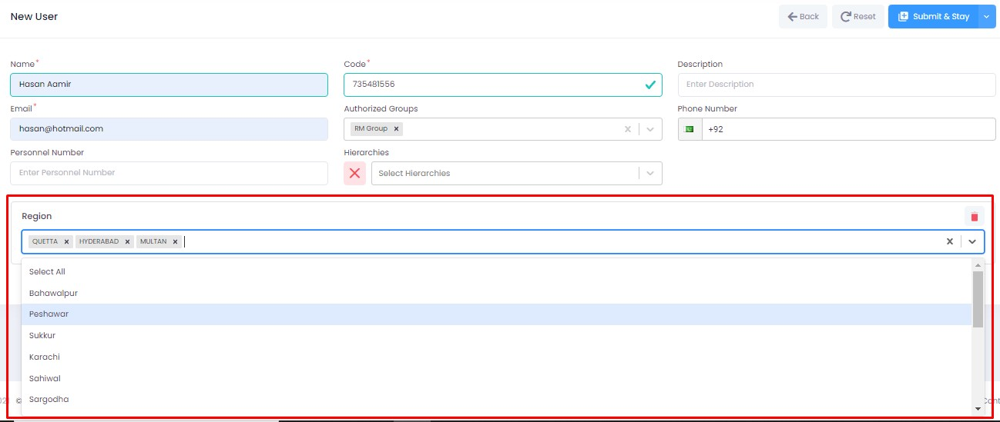 New User
Back
Reset
Submit & Stay
Name*
Code*
Description
Hasan Aamir
735481556
Enter Description
Email*
Authorized Groups
Phone Number
hasan@hotmail.com
RM Group
+92
Personnel Number
Hierarchies
Enter Personnel Number
Select Hierarchies
Region
QUETTA HYDERABAD MULTAN
Select All
Bahawalpur
Peshawar
Sukkur
Karachi
Sahiwal
Sargodha